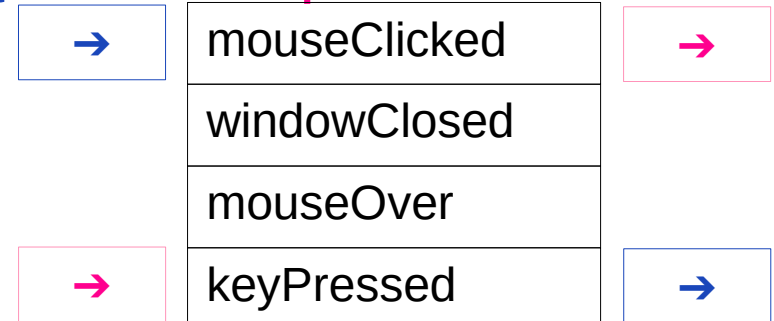 ➔ mouseClicked ➔
windowClosed
mouseOver
➔ keyPressed ➔